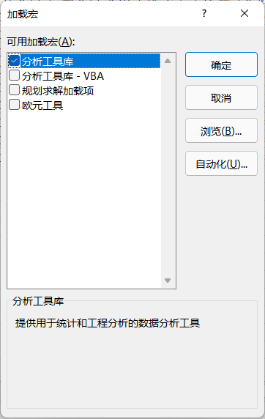 加载宏
?
可用加载宏(A):
分析工具库
分析工具库 - VBA
规划求解加载项
欧元工具
确定
取消
浏览(B)...
自动化(U)...
分析工具库
提供用于统计和工程分析的数据分析工具